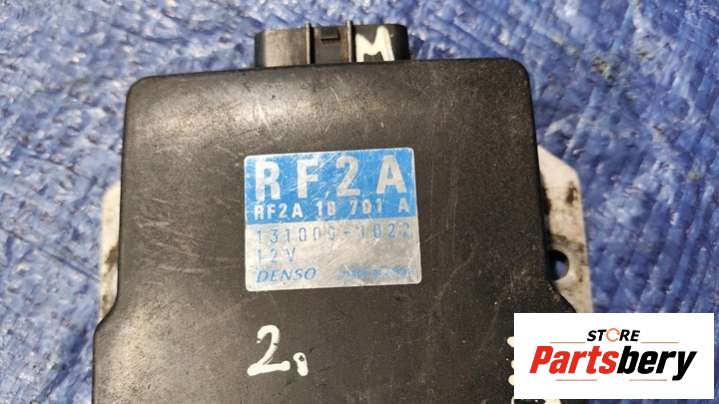 M
RF2A
RF2A 18 701 A
131000-1022
12V
DENSO
2.
STORE
Partsbery